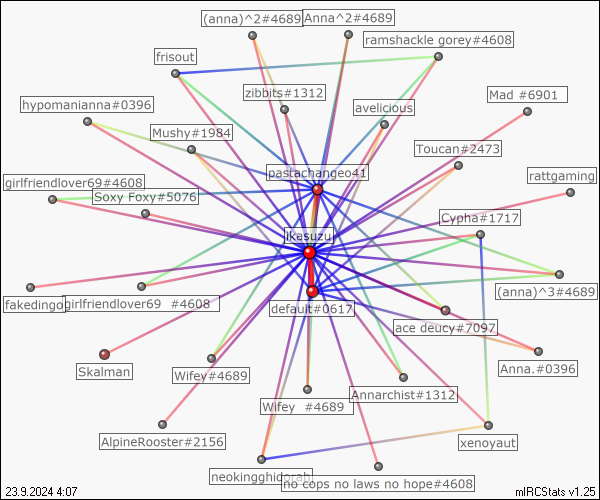 (anna)^2#4689
Anna^2#4689
ramshackle gorey#4608
frisout
zibbits#1312
Mad #6901
hypomanianna#0396
avelicious
Mushy#1984
Toucan#2473
pastachangeo41
rattgaming
girlfriendlover69#4608
Soxy Foxy#5076
Cypha#1717
ikasuzu
(anna)^3#4689
fakedingo
girlfriendlover69 #4608
default#0617
ace deucy#7097
Skalman
Wifey#4689
Anna.#0396
Annarchist#1312
Wifey #4689
AlpineRooster#2156
xenoyaut
neokingghidorah
no cops no laws no hope#4608
23.9.2024 4:07
mIRCStats v1.25